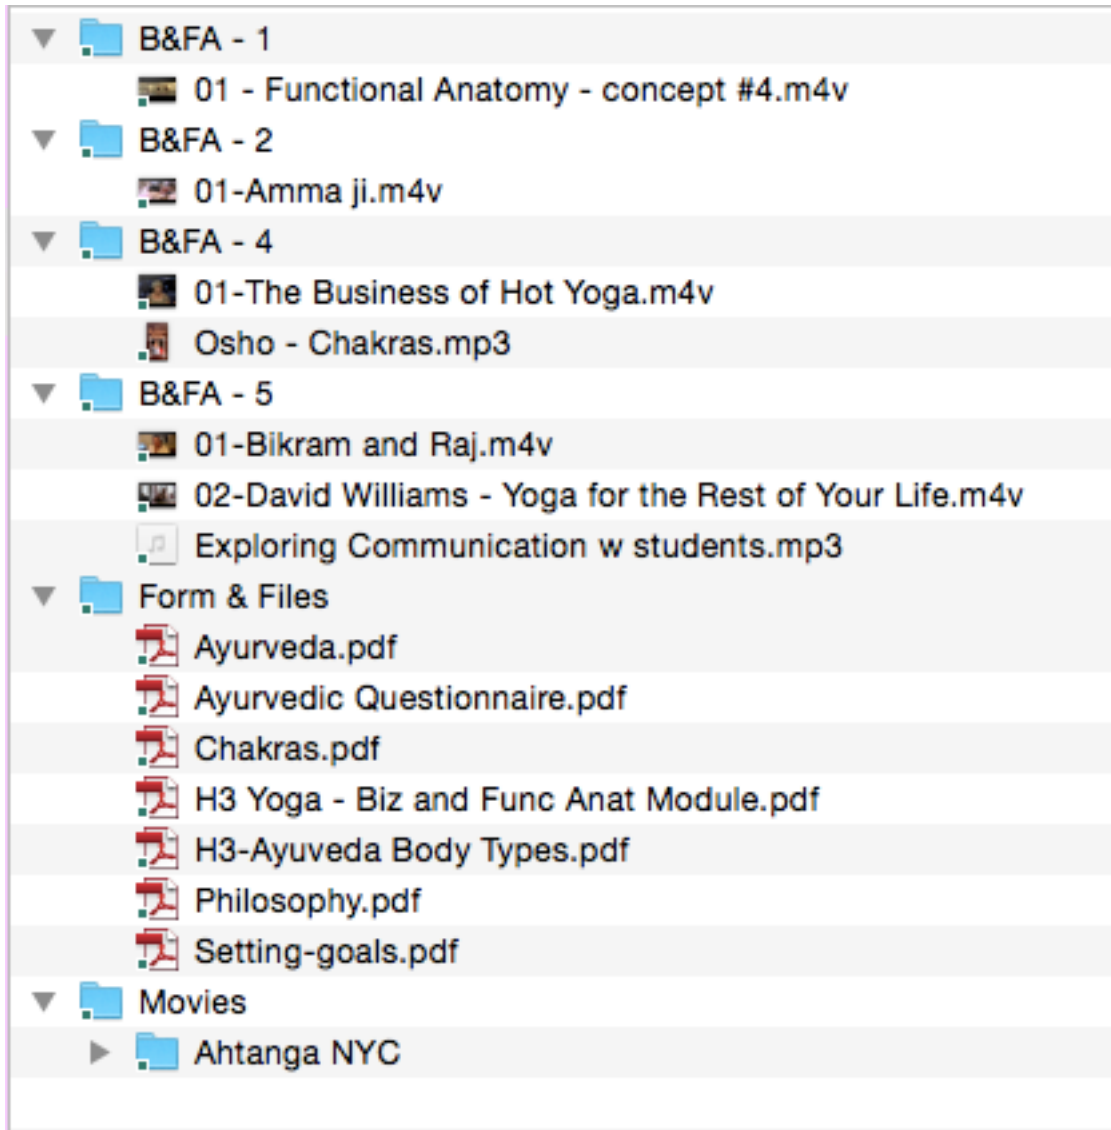 B&FA - 1
01 - Functional Anatomy - concept #4.m4v
B&FA - 2
01-Amma ji.m4v
B&FA - 4
01-The Business of Hot Yoga.m4v
Osho - Chakras.mp3
B&FA - 5
01-Bikram and Raj.m4v
02-David Williams - Yoga for the Rest of Your Life.m4v
Exploring Communication w students.mp3
Form & Files
Ayurveda.pdf
Ayurvedic Questionnaire.pdf
Chakras.pdf
H3 Yoga - Biz and Func Anat Module.pdf
H3-Ayuveda Body Types.pdf
Philosophy.pdf
Setting-goals.pdf
Movies
Ahtanga NYC